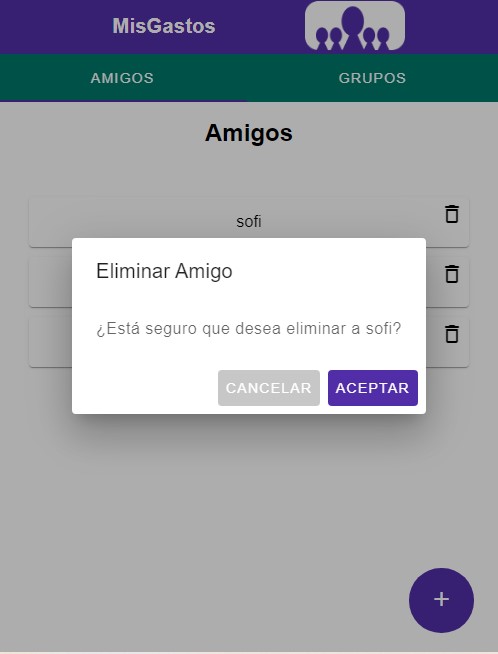 MisGastos
AMIGOS GRUPOS
Amigos
sofi
Eliminar Amigo
¿Está seguro que desea eliminar a sofi?
CANCELAR ACEPTAR
+